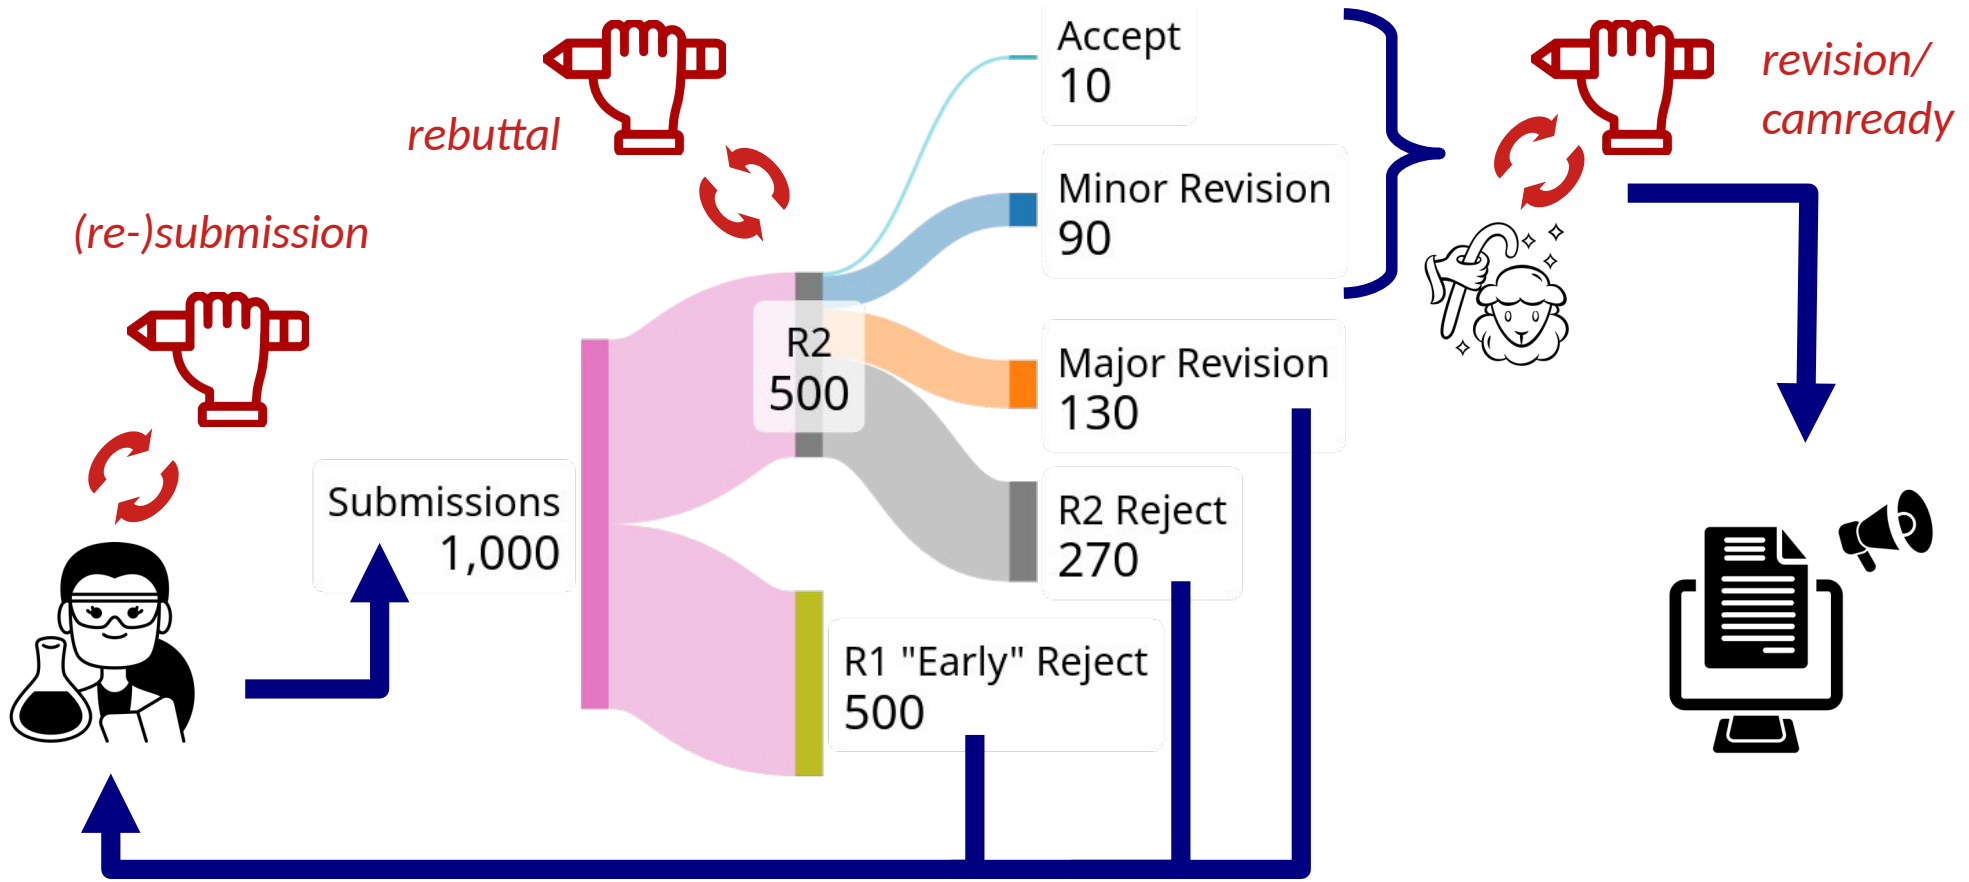 (re-)submission
rebuttal
Submissions
1,000
R2
500
Accept
10
Minor Revision
90
Major Revision
130
R2 Reject
270
R1 "Early" Reject
500
revision/
camready